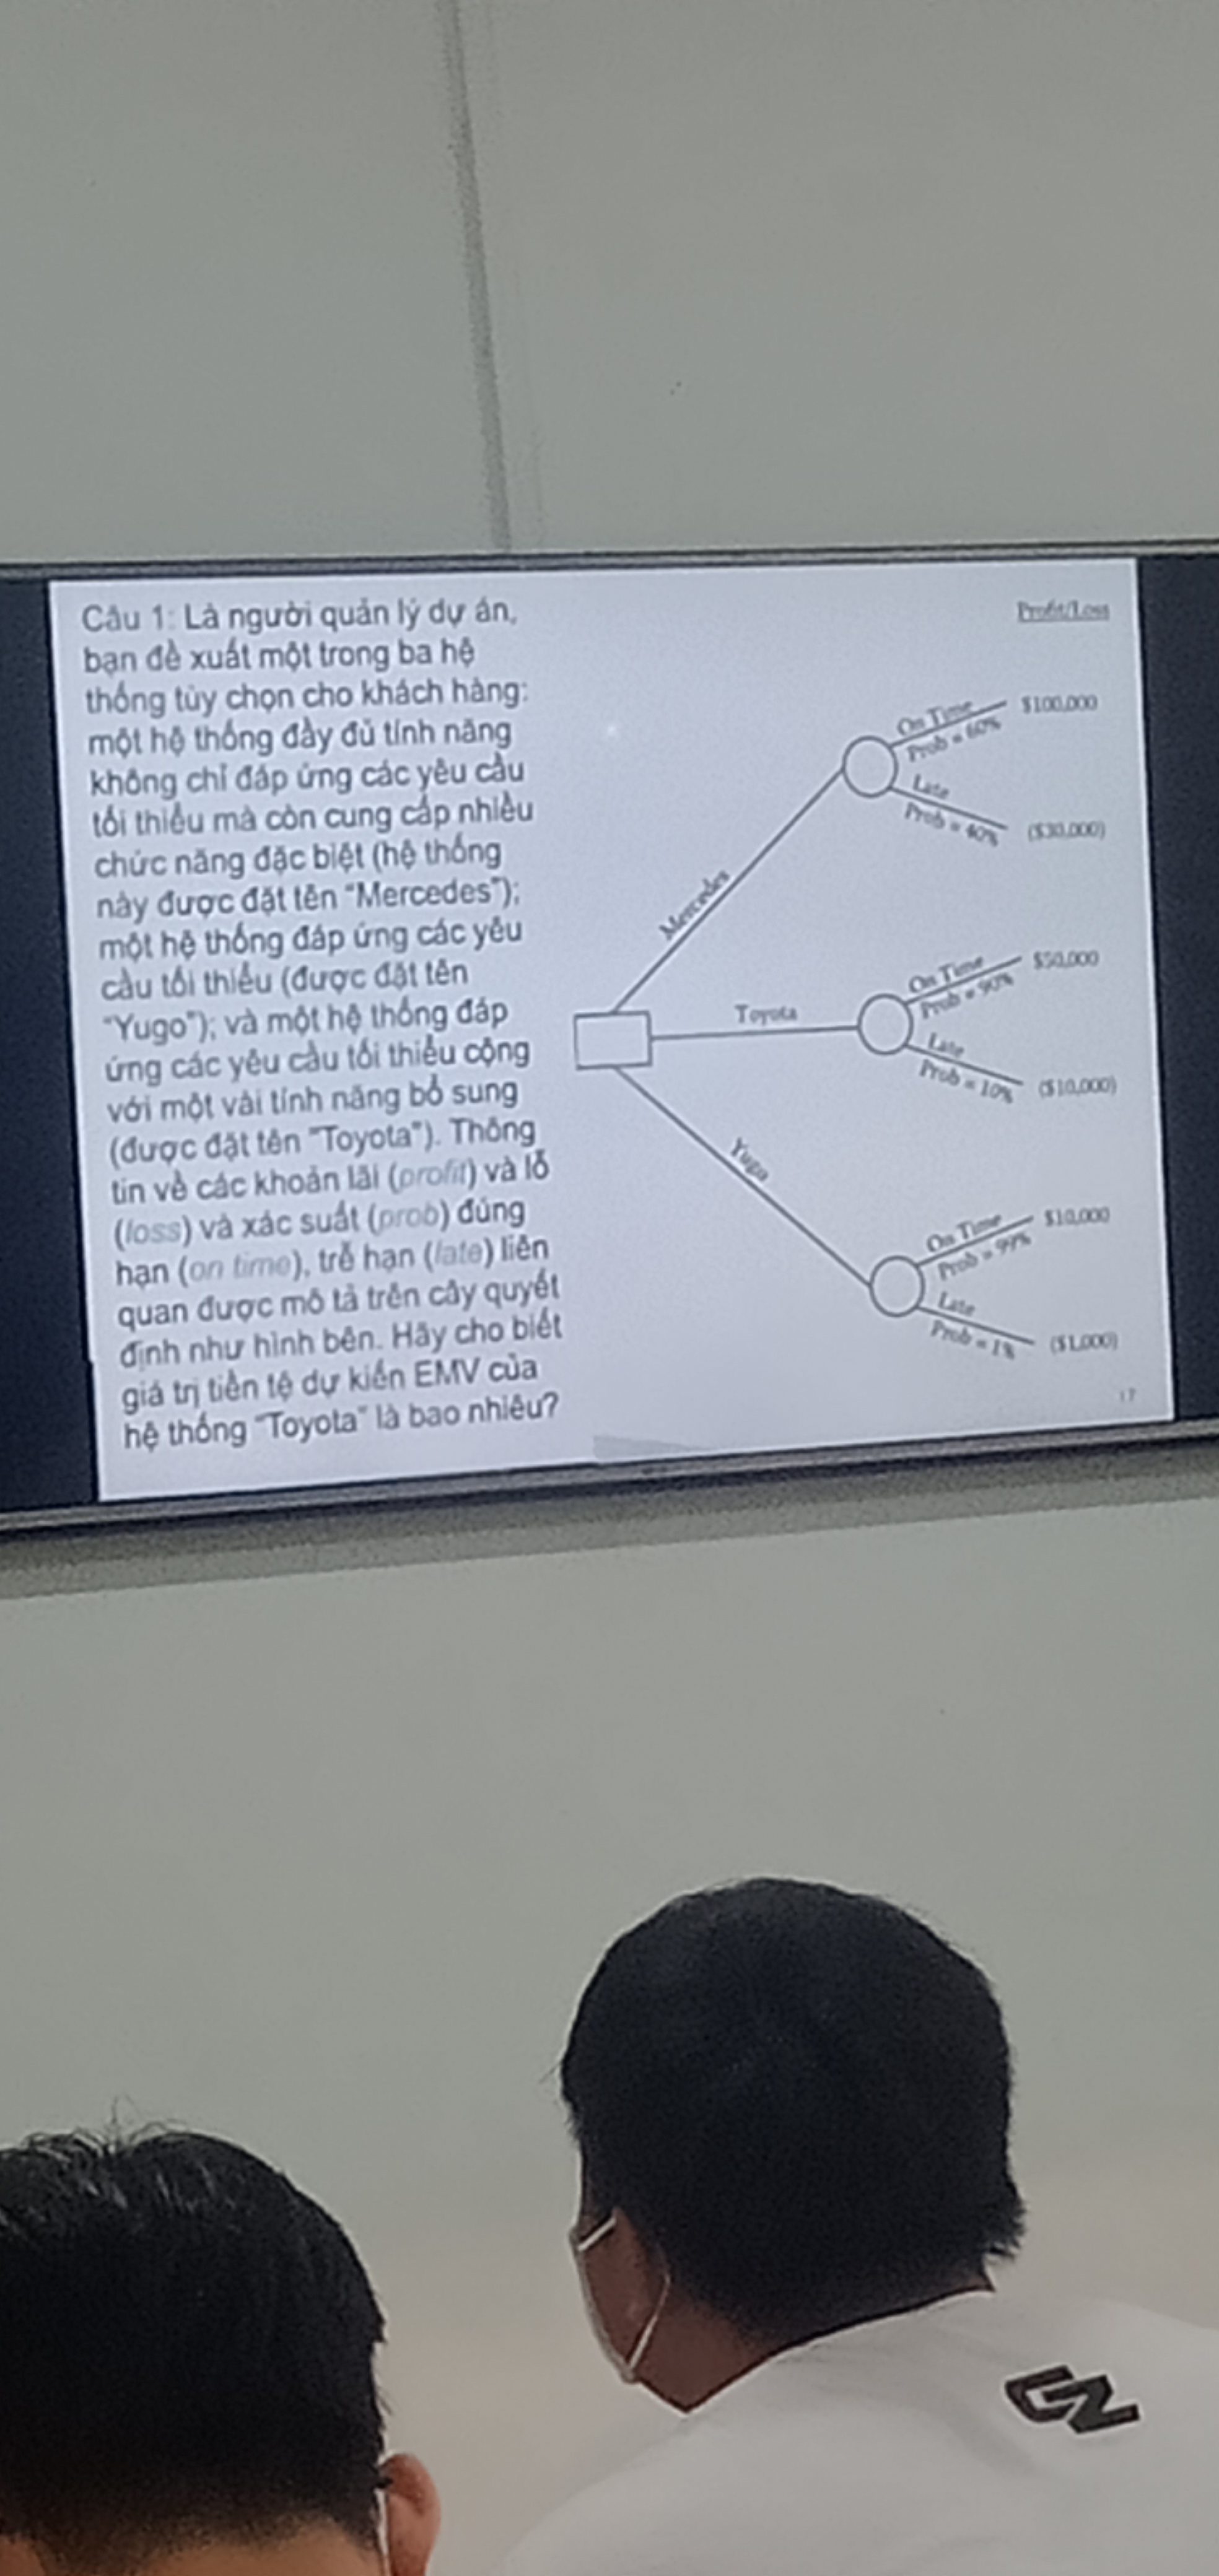 Câu 1: Là người quản lý dự án,
bạn đề xuất một trong ba hệ
thống tùy chọn cho khách hàng:
một hệ thống đầy đủ tính năng
không chỉ đáp ứng các yêu cầu
tối thiểu mà còn cung cấp nhiều
chức năng đặc biệt (hệ thống
này được đặt tên “Mercedes”);
một hệ thống đáp ứng các yêu
cầu tối thiểu (được đặt tên
“Yugo”); và một hệ thống đáp
ứng các yêu cầu tối thiểu cộng
với một vài tính năng bổ sung
(được đặt tên "Toyota"). Thông
tin về các khoản lãi (profit) và lỗ
(loss) và xác suất (prob) đúng
hạn (on time), trễ hạn (late) liên
quan được mô tả trên cây quyết
định như hình bên. Hãy cho biết
giá trị tiền tệ dự kiến EMV của
hệ thống “Toyota” là bao nhiêu?
Profit/Loss
Mercedes
On Time
Prob = 60%
$100,000
Late
Prob = 40%
($30,000)
Toyota
On Time
Prob = 90%
$50,000
Late
Prob = 10%
($10,000)
Yugo
On Time
Prob = 99%
$10,000
Late
Prob = 1%
($1,000)
17